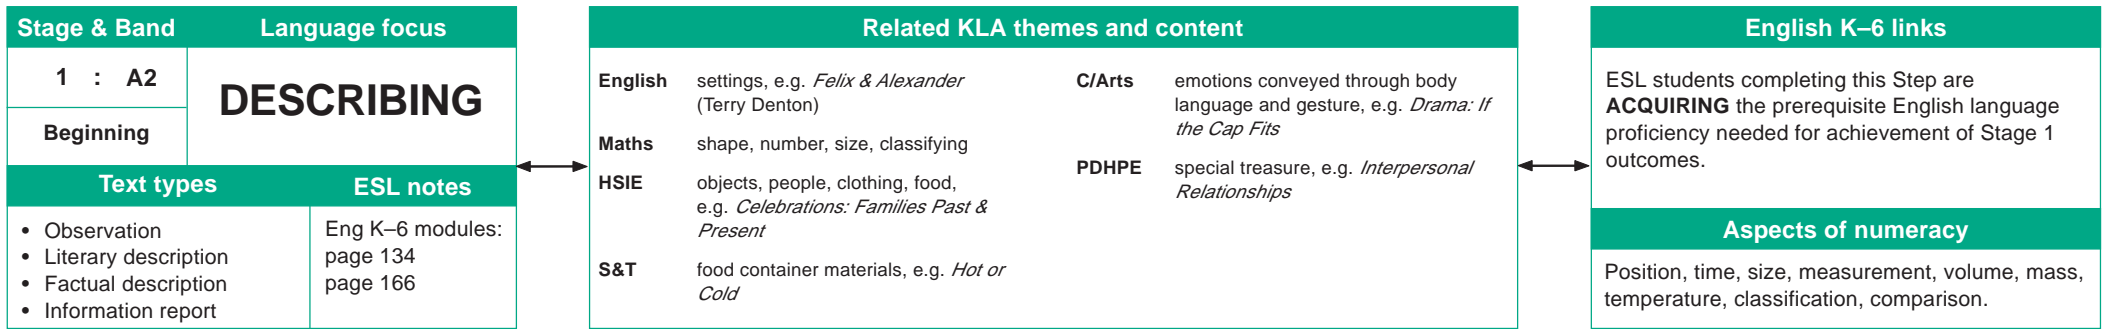 Stage & Band
Language focus
1 : A2
Beginning
DESCRIBING
Text types
• Observation
• Literary description
• Factual description
• Information report
ESL notes
Eng K–6 modules:
page 134
page 166
Related KLA themes and content
English settings, e.g. Felix & Alexander
(Terry Denton)
Maths shape, number, size, classifying
HSIE objects, people, clothing, food,
e.g. Celebrations: Families Past &
Present
S&T food container materials, e.g. Hot or
Cold
C/Arts emotions conveyed through body
language and gesture, e.g. Drama: If
the Cap Fits
PDHPE special treasure, e.g. Interpersonal
Relationships
English K–6 links
ESL students completing this Step are
ACQUIRING the prerequisite English language
proficiency needed for achievement of Stage 1
outcomes.
Aspects of numeracy
Position, time, size, measurement, volume, mass,
temperature, classification, comparison.